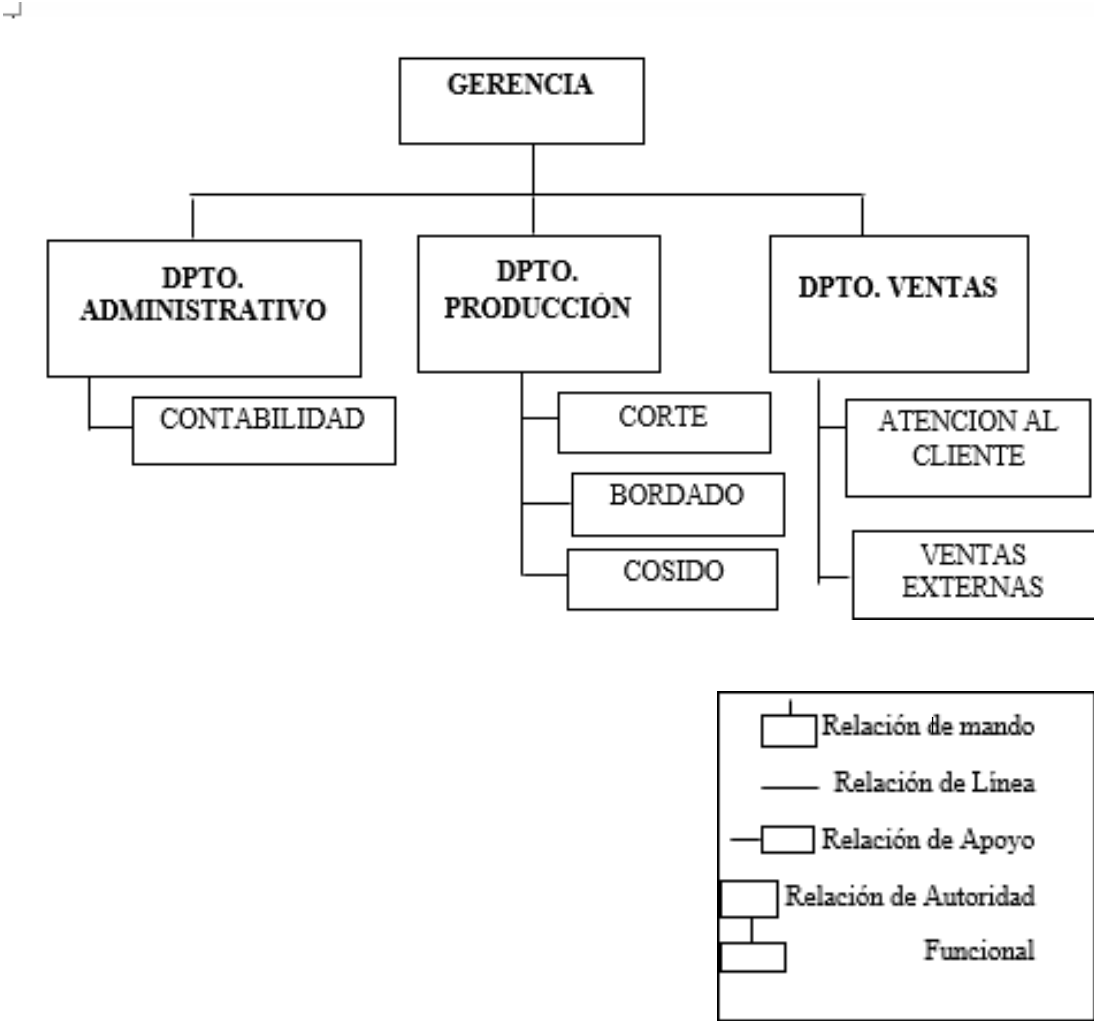 GERENCIA
DPTO.
ADMINISTRATIVO
DPTO.
PRODUCCIÓN
DPTO. VENTAS
CONTABILIDAD
CORTE
BORDADO
COSIDO
ATENCION AL
CLIENTE
VENTAS
EXTERNAS
Relación de mando
Relación de Línea
Relación de Apoyo
Relación de Autoridad
Funcional